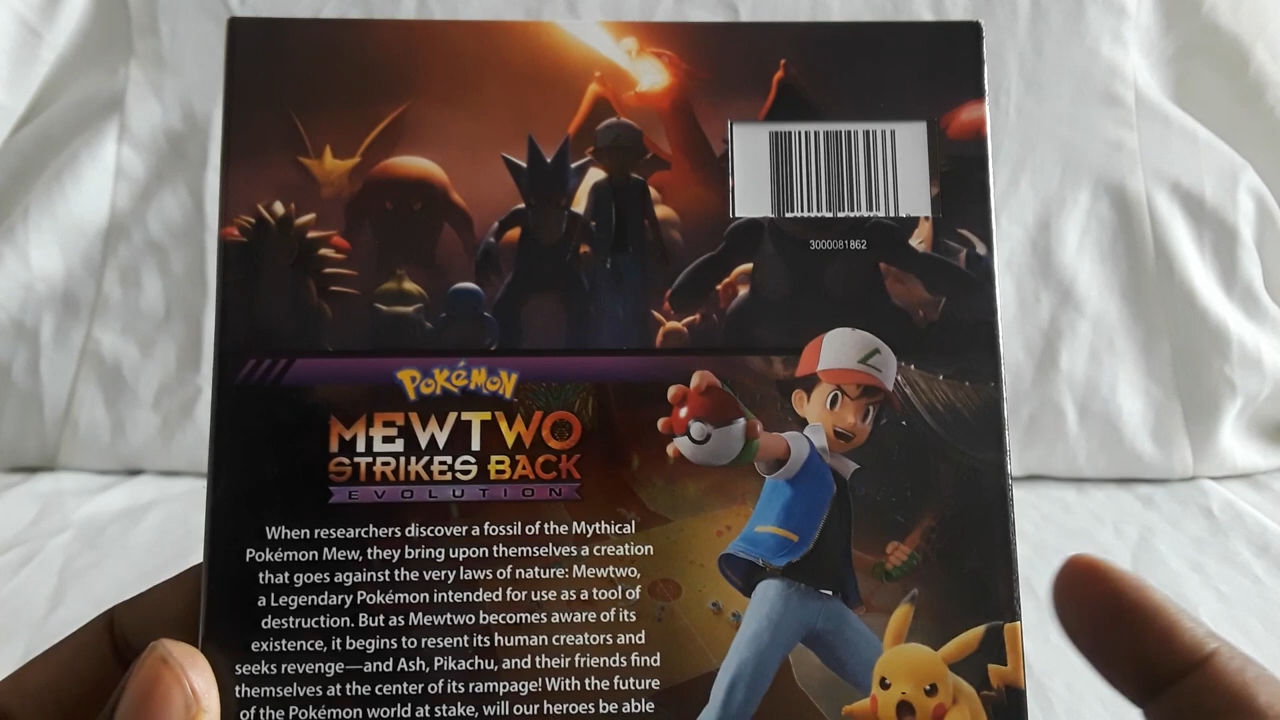 3000081862
POKéMON
MEWTWO
STRIKES BACK
EVOLUTION
When researchers discover a fossil of the Mythical
Pokémon Mew, they bring upon themselves a creation
that goes against the very laws of nature: Mewtwo,
a Legendary Pokémon intended for use as a tool of
destruction. But as Mewtwo becomes aware of its
existence, it begins to resent its human creators and
seeks revenge—and Ash, Pikachu, and their friends find
themselves at the center of its rampage! With the future
of the Pokémon world at stake, will our heroes be able